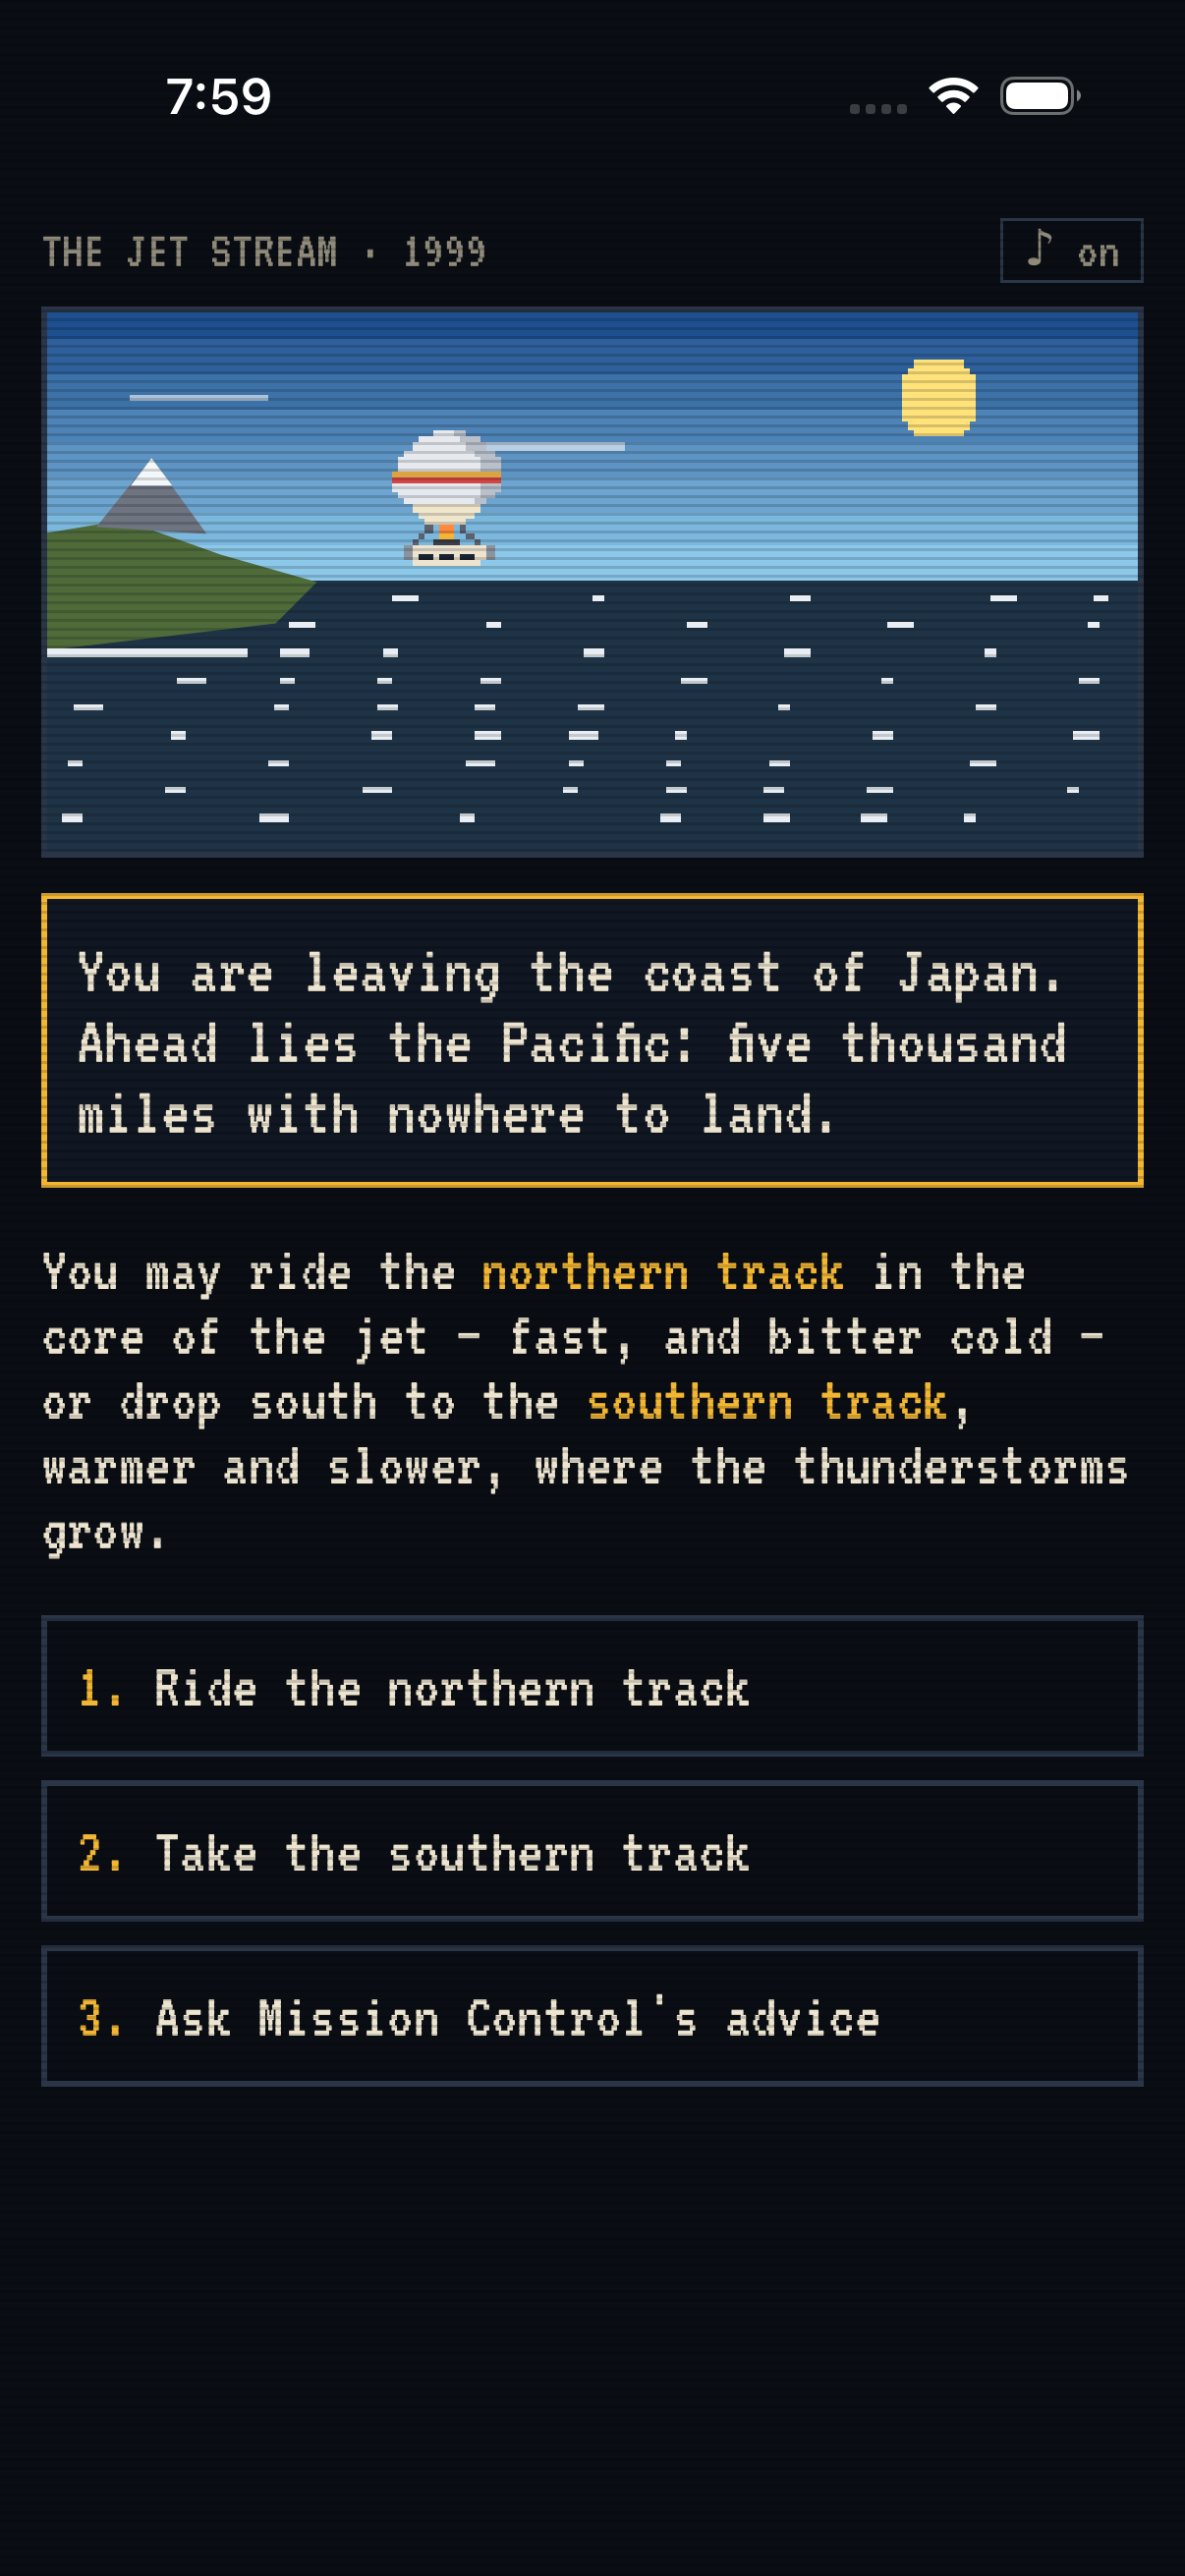 7:59
THE JET STREAM · 1999
♪ on
You are leaving the coast of Japan.
Ahead lies the Pacific: five thousand
miles with nowhere to land.
You may ride the northern track in the
core of the jet — fast, and bitter cold —
or drop south to the southern track,
warmer and slower, where the thunderstorms
grow.
1. Ride the northern track
2. Take the southern track
3. Ask Mission Control's advice